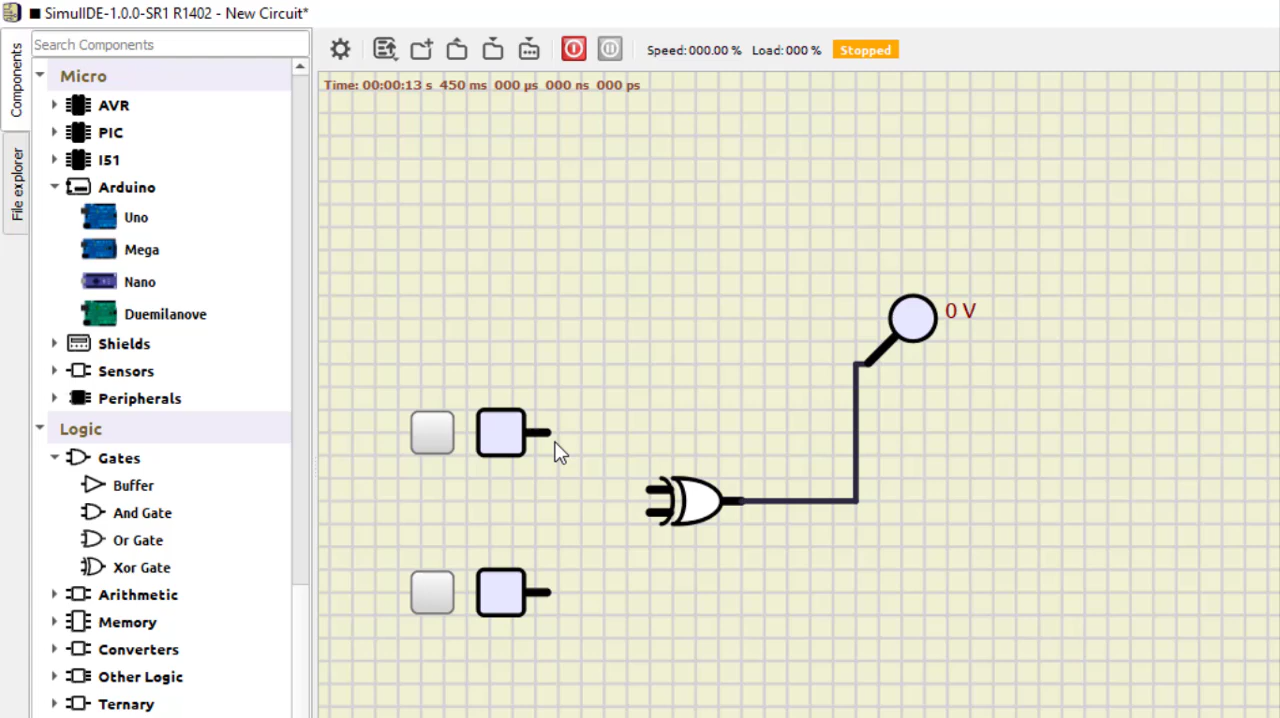 SimulIDE-1.0.0-SR1 R1402 - New Circuit*
Components
File explorer
Search Components
Micro
AVR
PIC
I51
Arduino
Uno
Mega
Nano
Duemilanove
Shields
Sensors
Peripherals
Logic
Gates
Buffer
And Gate
Or Gate
Xor Gate
Arithmetic
Memory
Converters
Other Logic
Ternary
Speed:000.00 % Load:000 % Stopped
Time: 00:00:13 s 450 ms 000 µs 000 ns 000 ps
0 V